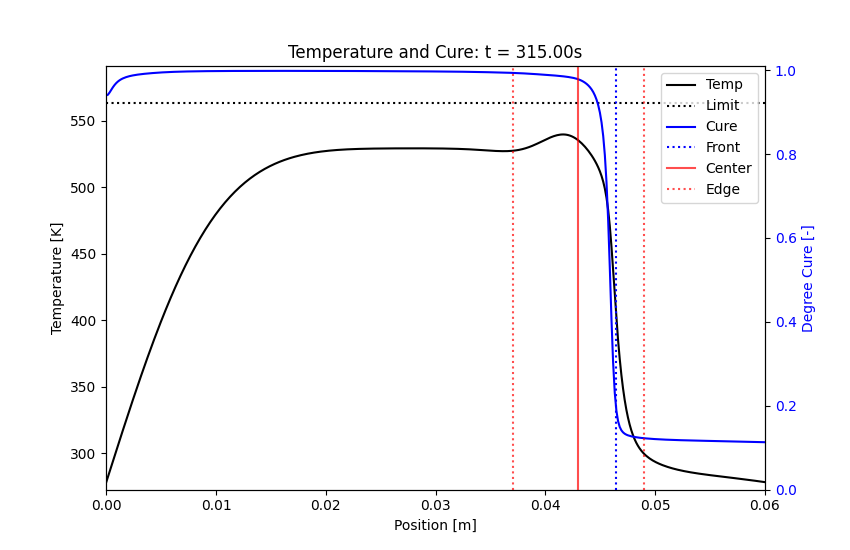 Temperature and Cure: t = 315.00s
Temperature [K]
550
500
450
400
350
300
Temp
Limit
Cure
Front
Center
Edge
1.0
0.8
0.6
0.4
0.2
0.0
Degree Cure [-]
0.00 0.01 0.02 0.03 0.04 0.05 0.06
Position [m]